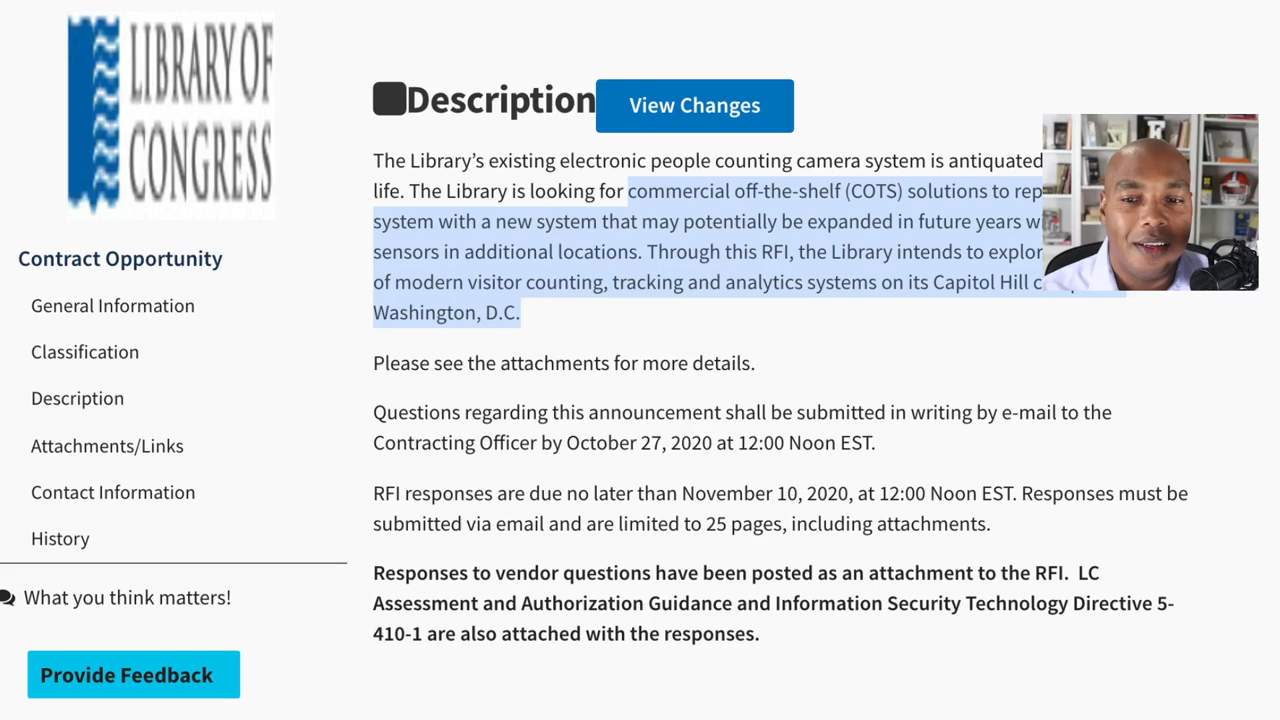 LIBRARY OF
CONGRESS
Contract Opportunity
General Information
Classification
Description
Attachments/Links
Contact Information
History
What you think matters!
Provide Feedback
Description
View Changes
The Library's existing electronic people counting camera system is antiquated
life. The Library is looking for commercial off-the-shelf (COTS) solutions to
system with a new system that may potentially be expanded in future years
sensors in additional locations. Through this RFI, the Library intends to
of modern visitor counting, tracking and analytics systems on its Capitol Hill
Washington, D.C.
Please see the attachments for more details.
Questions regarding this announcement shall be submitted in writing by e-mail to the
Contracting Officer by October 27, 2020 at 12:00 Noon EST.
RFI responses are due no later than November 10, 2020, at 12:00 Noon EST. Responses must be
submitted via email and are limited to 25 pages, including attachments.
Responses to vendor questions have been posted as an attachment to the RFI.  LC
Assessment and Authorization Guidance and Information Security Technology Directive 5-
410-1 are also attached with the responses.